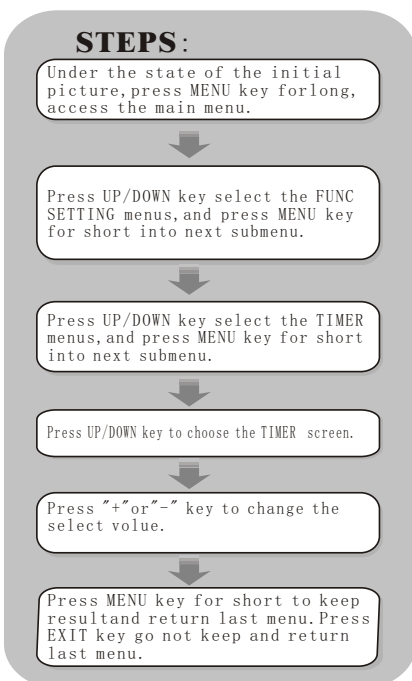 STEPS:
Under the state of the initial
picture,press MENU key forlong,
access the main menu.
Press UP/DOWN key select the FUNC
SETTING menus,and press MENU key
for short into next submenu.
Press UP/DOWN key select the TIMER
menus,and press MENU key for short
into next submenu.
Press UP/DOWN key to choose the TIMER screen.
Press "+"or"-" key to change the
select volue.
Press MENU key for short to keep
resultand return last menu.Press
EXIT key go not keep and return
last menu.